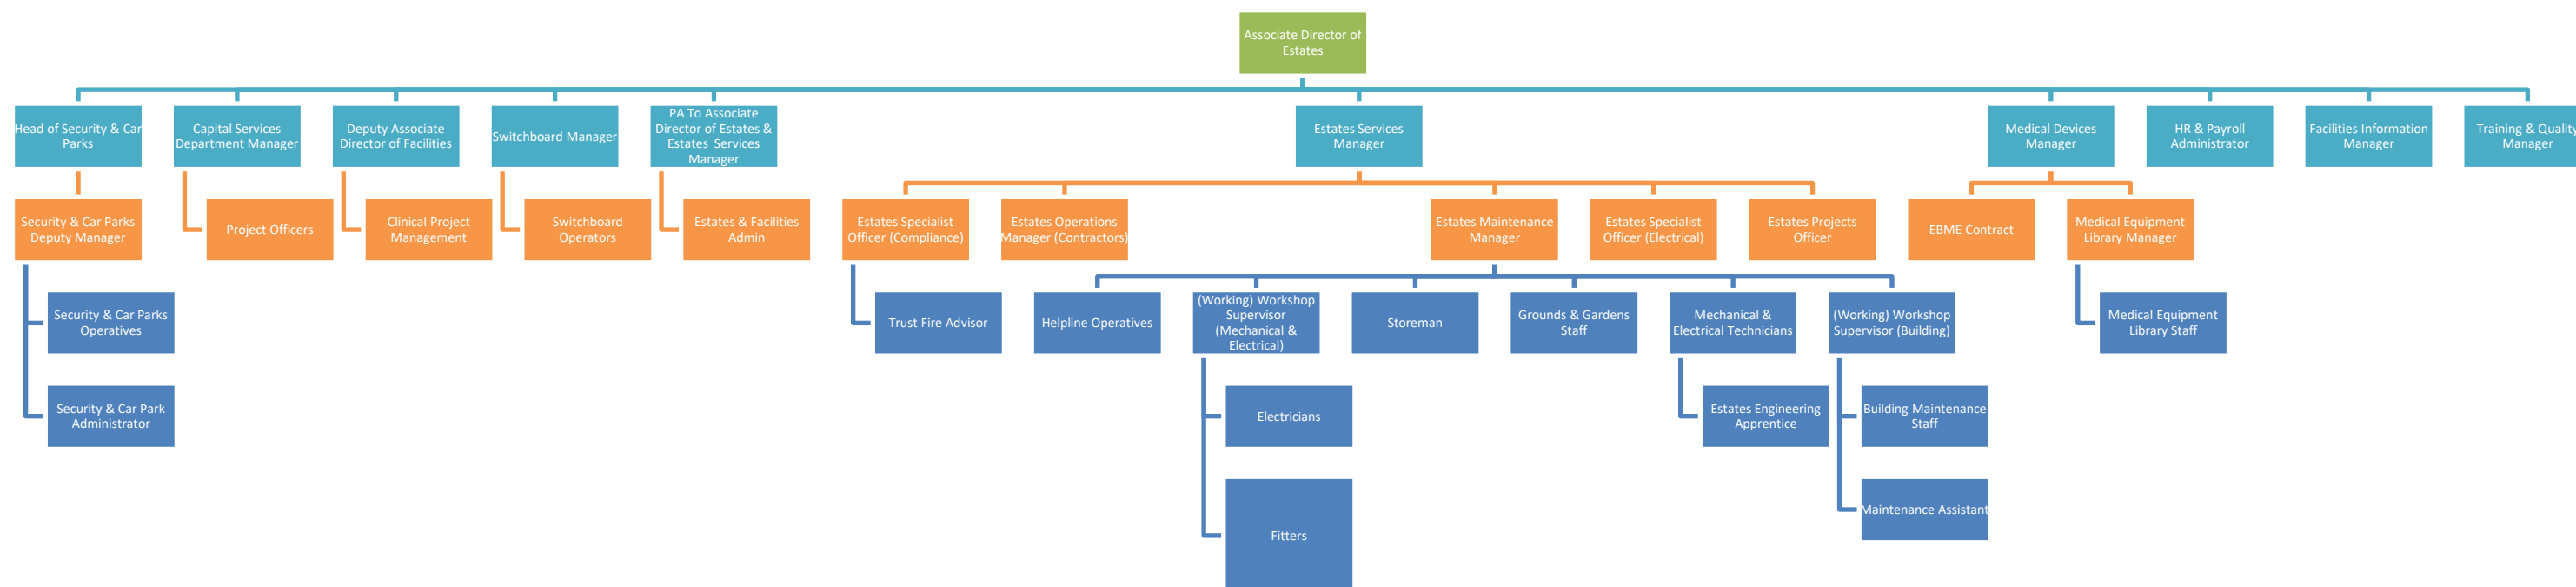 Associate Director of
Estates
Head of Security & Car
Parks
Capital Services
Department Manager
Deputy Associate
Director of Facilities
Switchboard Manager
PA To Associate
Director of Estates &
Estates Services
Manager
Estates Services
Manager
Medical Devices
Manager
HR & Payroll
Administrator
Facilities Information
Manager
Training & Quality
Manager
Security & Car Parks
Deputy Manager
Project Officers
Clinical Project
Management
Switchboard
Operators
Estates & Facilities
Admin
Estates Specialist
Officer (Compliance)
Estates Operations
Manager (Contractors)
Estates Maintenance
Manager
Estates Specialist
Officer (Electrical)
Estates Projects
Officer
EBME Contract
Medical Equipment
Library Manager
Security & Car Parks
Operatives
Trust Fire Advisor
Helpline Operatives
(Working) Workshop
Supervisor
(Mechanical &
Electrical)
Storeman
Grounds & Gardens
Staff
Mechanical &
Electrical Technicians
(Working) Workshop
Supervisor (Building)
Medical Equipment
Library Staff
Security & Car Park
Administrator
Electricians
Estates Engineering
Apprentice
Building Maintenance
Staff
Fitters
Maintenance Assistant